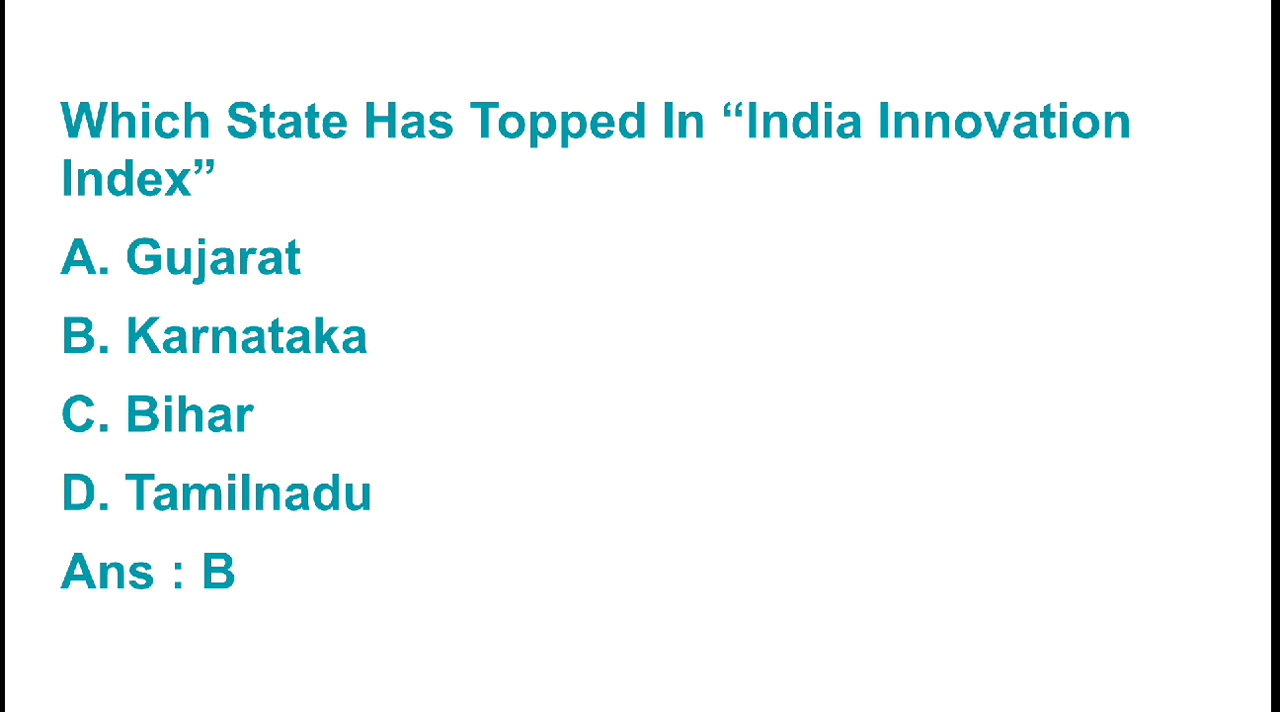 Which State Has Topped In “India Innovation
Index”
A. Gujarat
B. Karnataka
C. Bihar
D. Tamilnadu
Ans : B